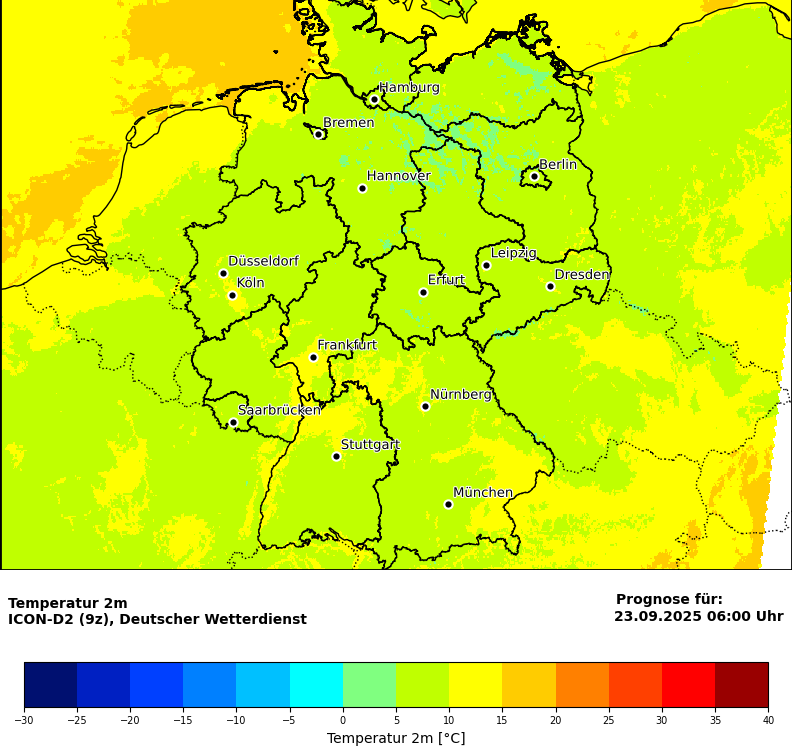 Hamburg
Bremen
Berlin
Hannover
Leipzig
Düsseldorf
Dresden
Köln
Erfurt
Frankfurt
Nürnberg
Saarbrücken
Stuttgart
München
Temperatur 2m
ICON-D2 (9z), Deutscher Wetterdienst
Prognose für:
23.09.2025 06:00 Uhr
−30 −25 −20 −15 −10 −5 0 5 10 15 20 25 30 35 40
Temperatur 2m [°C]